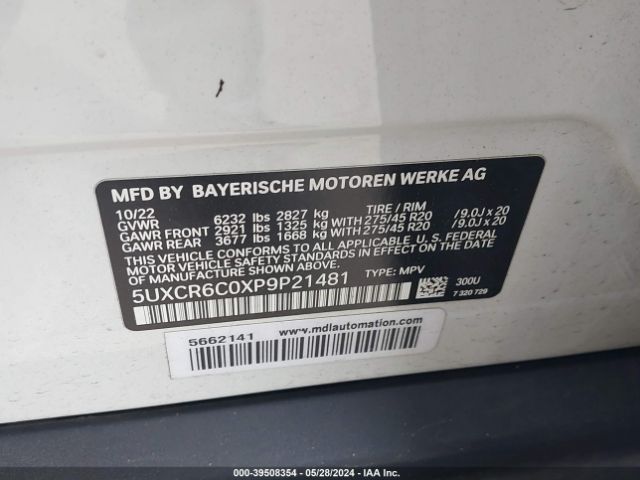 MFD BY BAYERISCHE MOTOREN WERKE AG
10/22 TIRE / RIM
GVWR 6232 lbs 2827 kg
GAWR FRONT 2921 lbs 1325 kg WITH 275/45 R20 /9.0J x 20
GAWR REAR 3677 lbs 1668 kg WITH 275/45 R20 /9.0J x 20
THIS VEHICLE CONFORMS TO ALL APPLICABLE U.S. FEDERAL
MOTOR VEHICLE SAFETY, BUMPER, AND THEFT PREVENTION
STANDARDS IN EFFECT ON THE DATE OF MANUFACTURE SHOWN ABOVE.
5UXCR6C0XP9P21481 TYPE: MPV
300U
7 320 729
5662141 www.mdlautomation.com
000-39508354 - 05/28/2024 - IAA Inc.